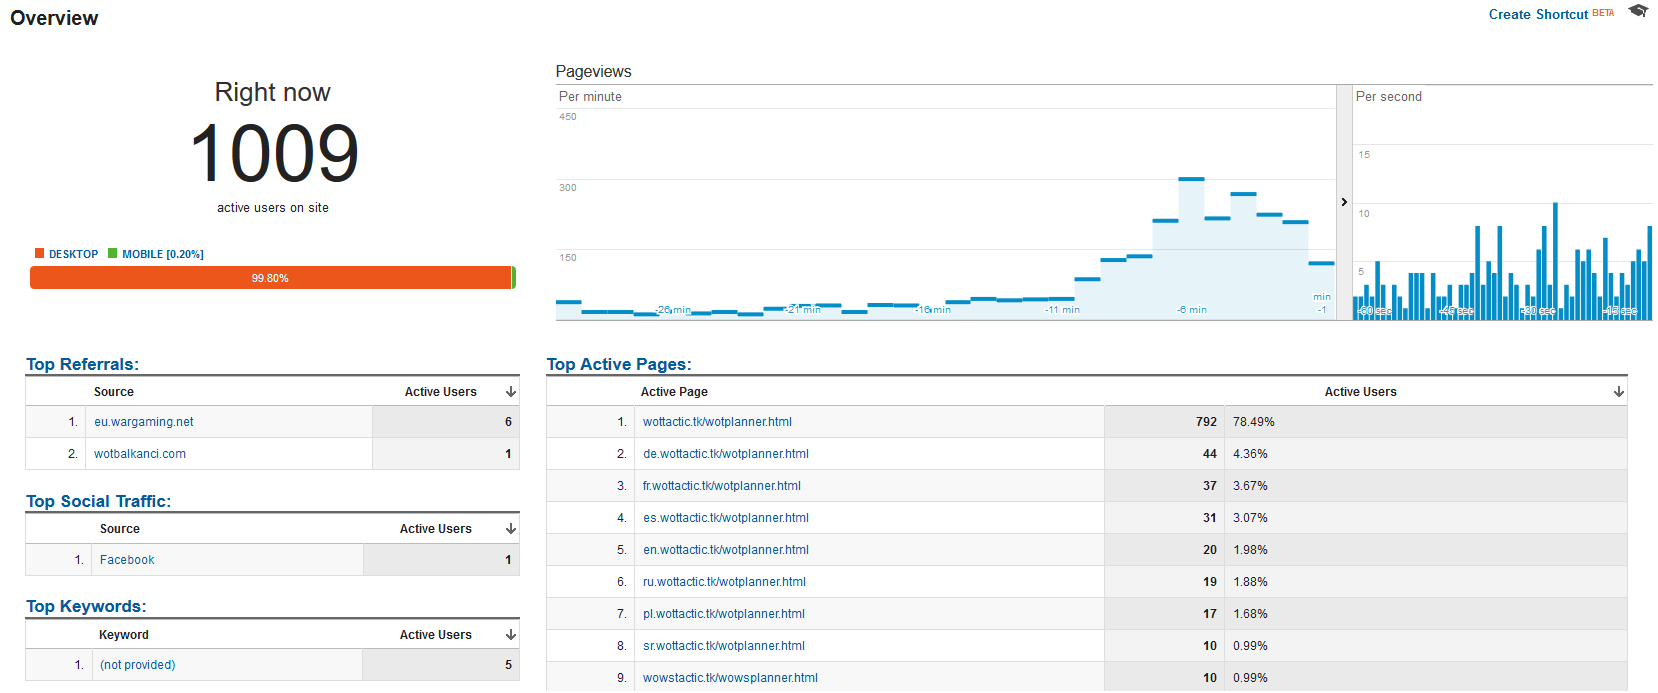 Overview
Create Shortcut BETA
Right now
1009
active users on site
DESKTOP MOBILE [0.20%]
99.80%
Pageviews
Per minute
450
300
150
-26 min
-21 min
-16 min
-11 min
-6 min
min
-1
Per second
15
10
5
-60 sec
-45 sec
-30 sec
-15 sec
Top Referrals:
Source Active Users
1. eu.wargaming.net 6
2. wotbalkanci.com 1
Top Social Traffic:
Source Active Users
1. Facebook 1
Top Keywords:
Keyword Active Users
1. (not provided) 5
Top Active Pages:
Active Page Active Users
1. wottactic.tk/wotplanner.html 792 78.49%
2. de.wottactic.tk/wotplanner.html 44 4.36%
3. fr.wottactic.tk/wotplanner.html 37 3.67%
4. es.wottactic.tk/wotplanner.html 31 3.07%
5. en.wottactic.tk/wotplanner.html 20 1.98%
6. ru.wottactic.tk/wotplanner.html 19 1.88%
7. pl.wottactic.tk/wotplanner.html 17 1.68%
8. sr.wottactic.tk/wotplanner.html 10 0.99%
9. wowstactic.tk/wowsplanner.html 10 0.99%